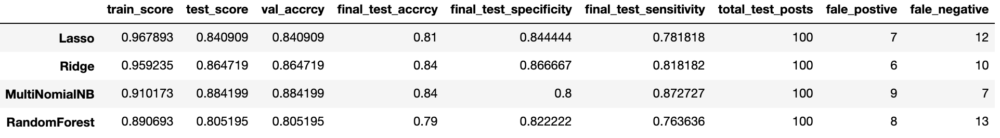 train_score test_score val_accrcy final_test_accrcy final_test_specificity final_test_sensitivity total_test_posts fale_postive fale_negative
Lasso 0.967893 0.840909 0.840909 0.81 0.844444 0.781818 100 7 12
Ridge 0.959235 0.864719 0.864719 0.84 0.866667 0.818182 100 6 10
MultiNomialNB 0.910173 0.884199 0.884199 0.84 0.8 0.872727 100 9 7
RandomForest 0.890693 0.805195 0.805195 0.79 0.822222 0.763636 100 8 13